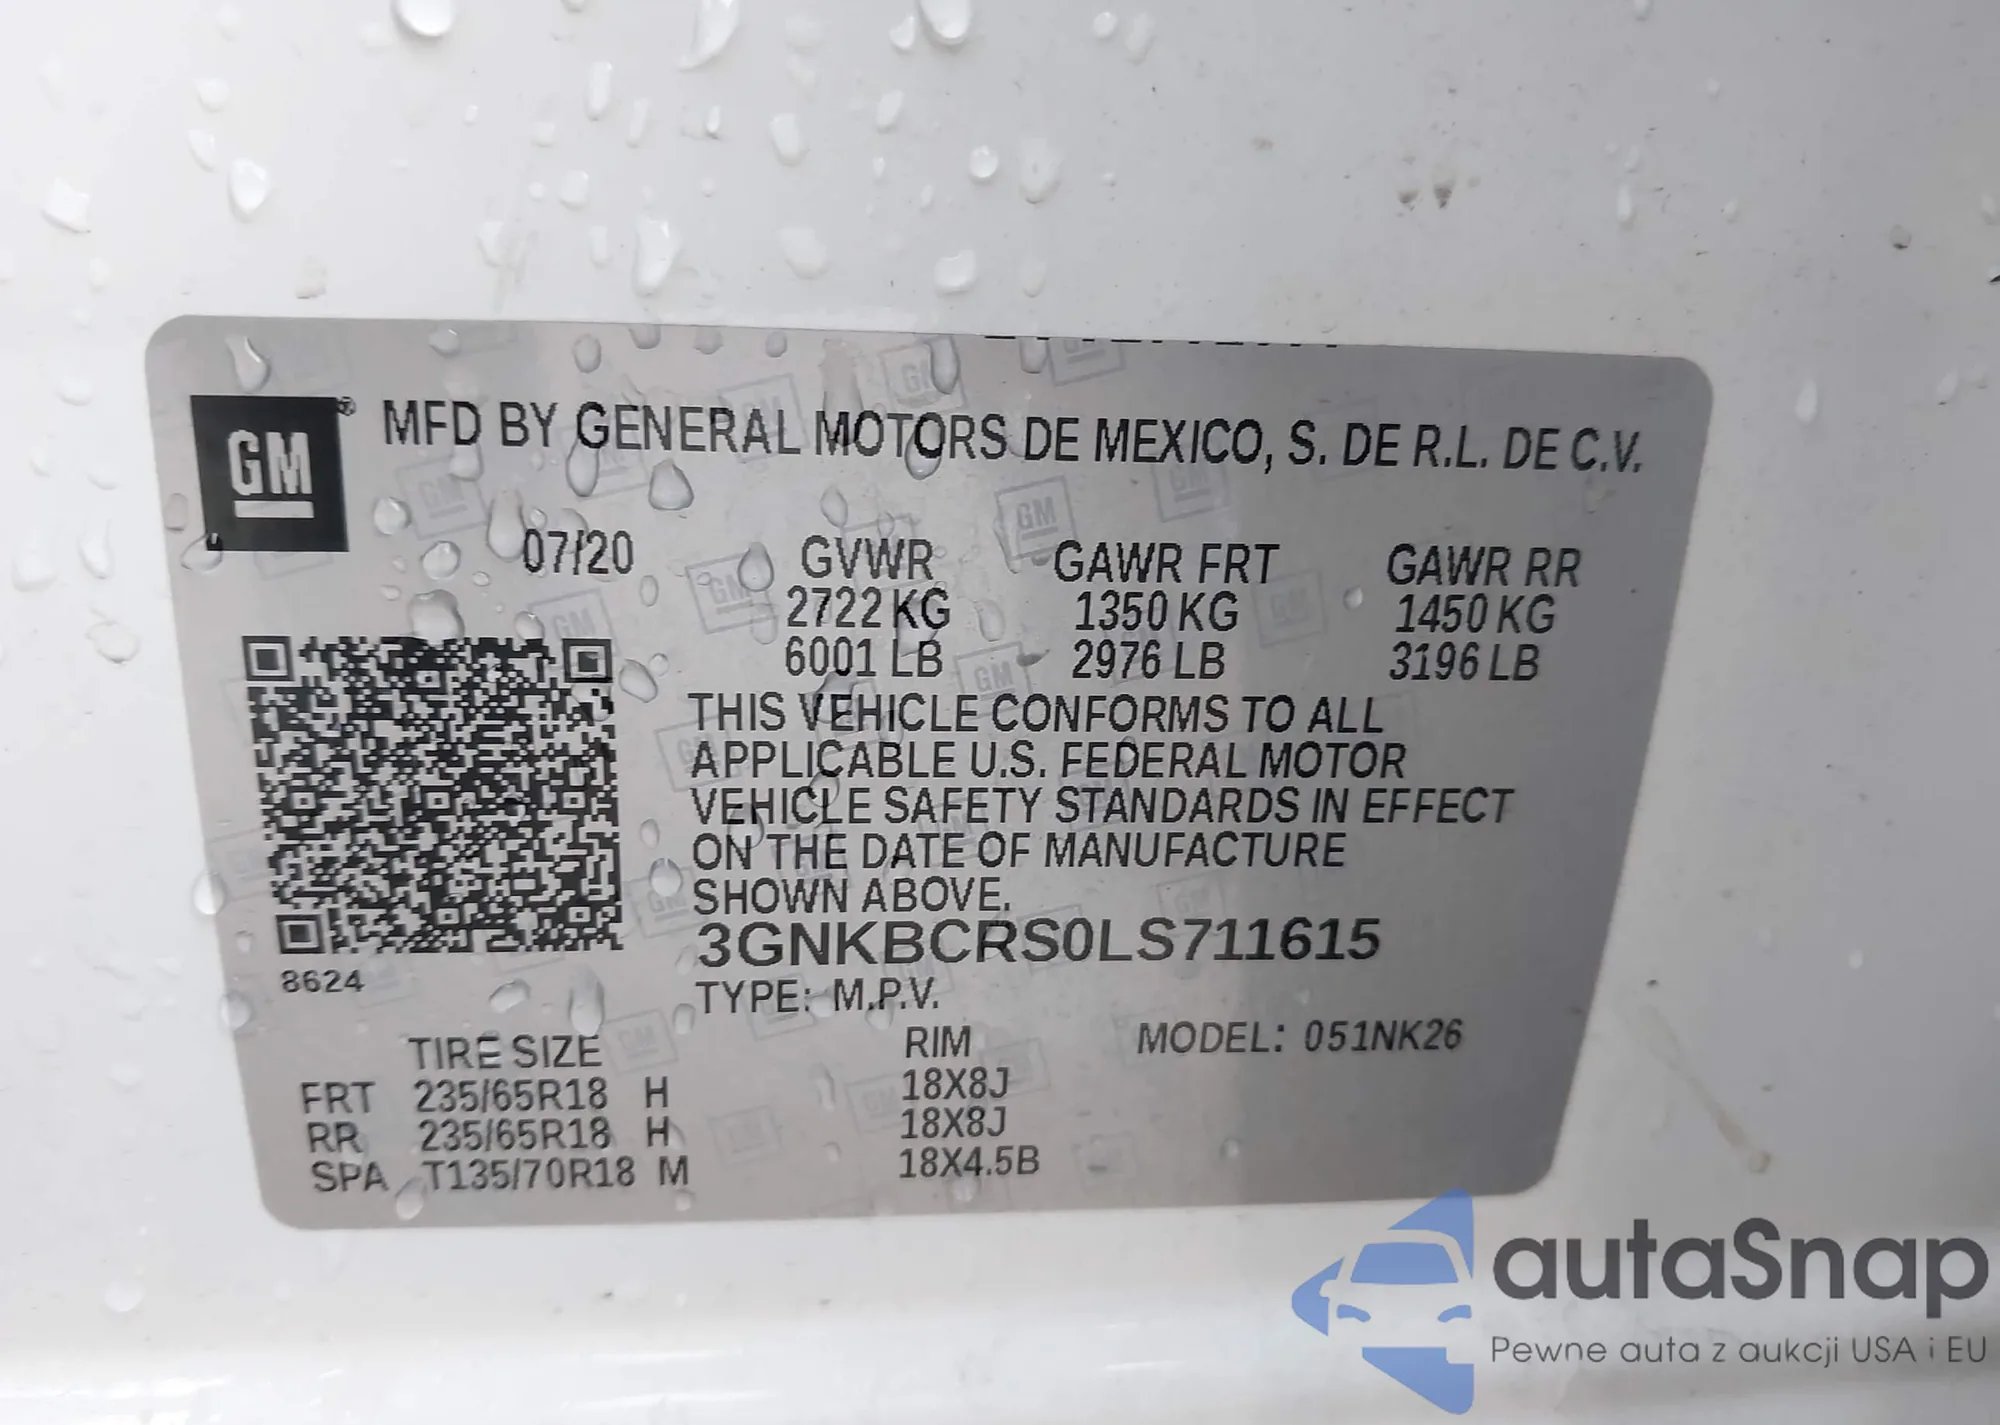 GM ® MFD BY GENERAL MOTORS DE MEXICO, S. DE R.L. DE C.V.
07/20 GVWR GAWR FRT GAWR RR
2722 KG 1350 KG 1450 KG
6001 LB 2976 LB 3196 LB
THIS VEHICLE CONFORMS TO ALL
APPLICABLE U.S. FEDERAL MOTOR
VEHICLE SAFETY STANDARDS IN EFFECT
ON THE DATE OF MANUFACTURE
SHOWN ABOVE.
3GNKBCRS0LS711615
8624
TYPE: M.P.V.
TIRE SIZE RIM MODEL: 051NK26
FRT 235/65R18 H 18X8J
RR 235/65R18 H 18X8J
SPA T135/70R18 M 18X4.5B
autaSnap
Pewne auta z aukcji USA i EU